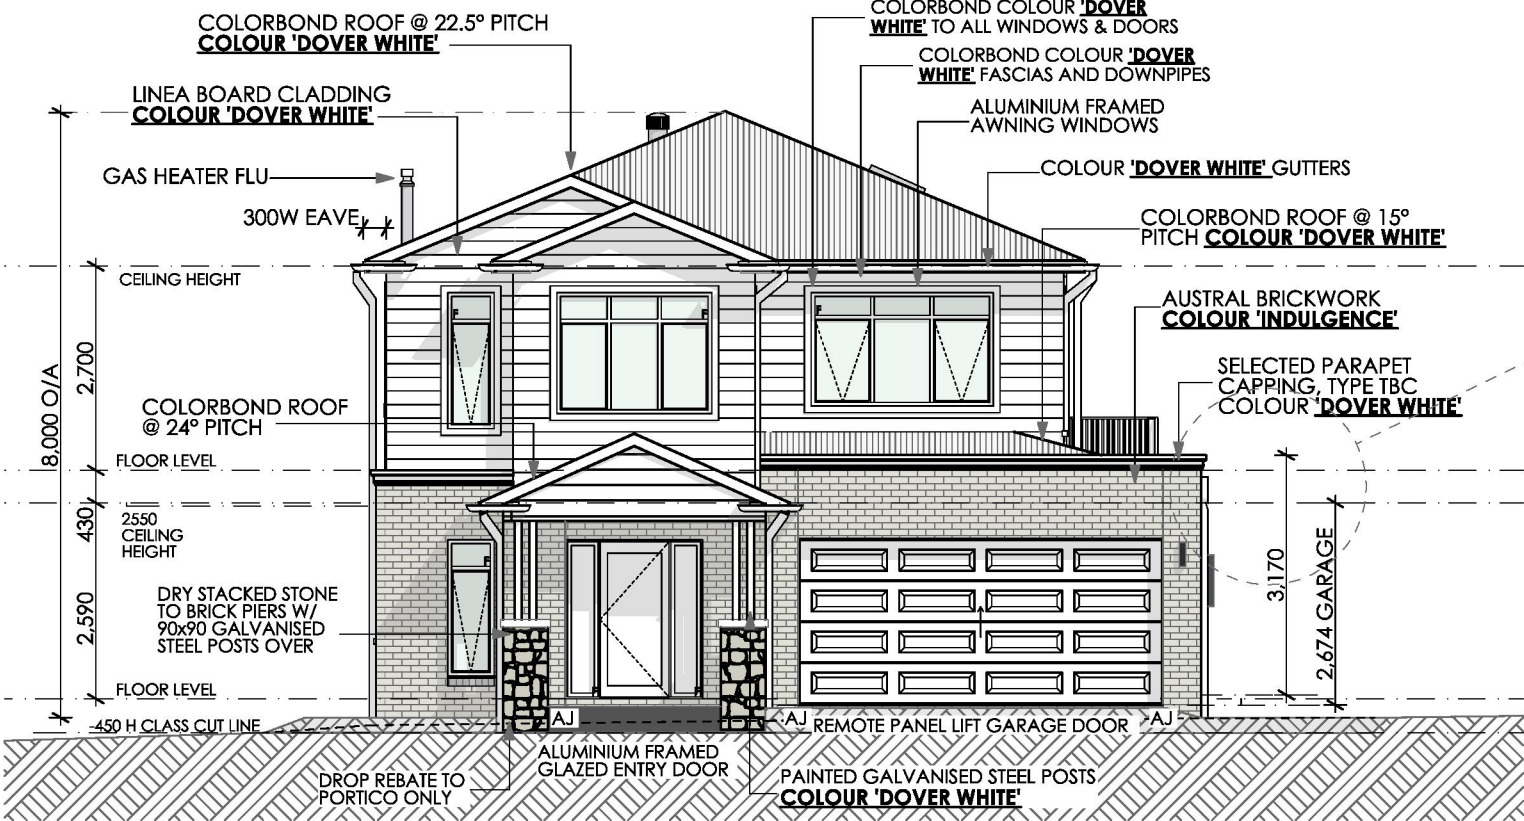 COLORBOND ROOF @ 22.5° PITCH
COLOUR 'DOVER WHITE'
COLORBOND COLOUR 'DOVER
WHITE' TO ALL WINDOWS & DOORS
COLORBOND COLOUR 'DOVER
WHITE' FASCIAS AND DOWNPIPES
LINEA BOARD CLADDING
COLOUR 'DOVER WHITE'
ALUMINIUM FRAMED
AWNING WINDOWS
GAS HEATER FLU
COLOUR 'DOVER WHITE' GUTTERS
300W EAVE
COLORBOND ROOF @ 15°
PITCH COLOUR 'DOVER WHITE'
CEILING HEIGHT
AUSTRAL BRICKWORK
COLOUR 'INDULGENCE'
2,700
8,000 O/A
SELECTED PARAPET
CAPPING, TYPE TBC
COLOUR 'DOVER WHITE'
COLORBOND ROOF
@ 24° PITCH
FLOOR LEVEL
430
2550
CEILING
HEIGHT
2,590
3,170
2,674 GARAGE
DRY STACKED STONE
TO BRICK PIERS W/
90x90 GALVANISED
STEEL POSTS OVER
FLOOR LEVEL
-450 H CLASS CUT LINE
AJ
AJ
REMOTE PANEL LIFT GARAGE DOOR
AJ
ALUMINIUM FRAMED
GLAZED ENTRY DOOR
DROP REBATE TO
PORTICO ONLY
PAINTED GALVANISED STEEL POSTS
COLOUR 'DOVER WHITE'